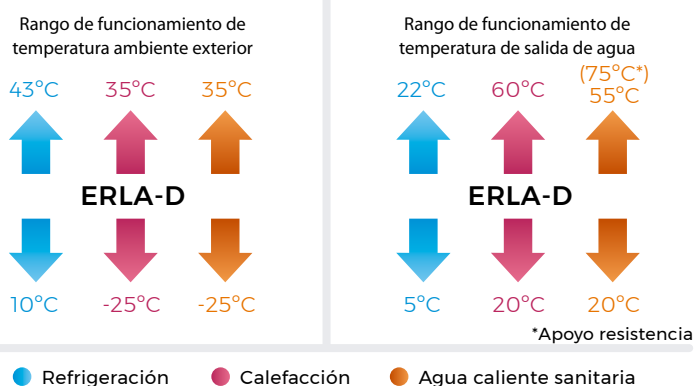 Rango de funcionamiento de
temperatura ambiente exterior
43°C 35°C 35°C
ERLA-D
10°C -25°C -25°C
Rango de funcionamiento de
temperatura de salida de agua
(75°C*)
22°C 60°C 55°C
ERLA-D
5°C 20°C 20°C
*Apoyo resistencia
Refrigeración Calefacción Agua caliente sanitaria